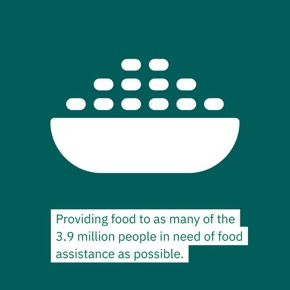 Providing food to as many of the
3.9 million people in need of food
assistance as possible.